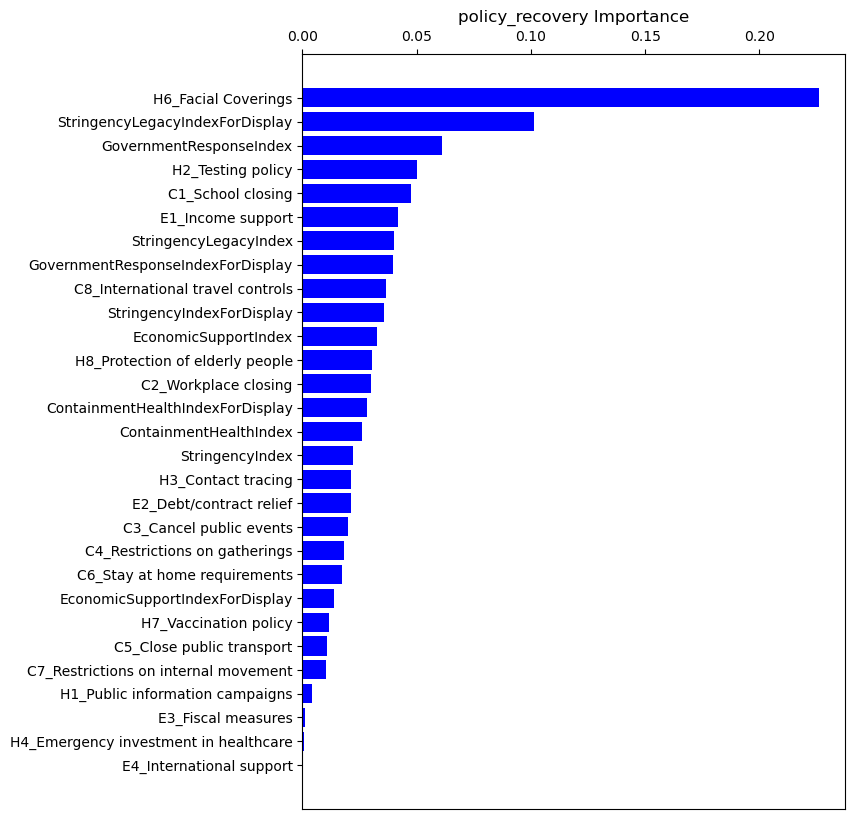 policy_recovery Importance
0.00 0.05 0.10 0.15 0.20
H6_Facial Coverings
StringencyLegacyIndexForDisplay
GovernmentResponseIndex
H2_Testing policy
C1_School closing
E1_Income support
StringencyLegacyIndex
GovernmentResponseIndexForDisplay
C8_International travel controls
StringencyIndexForDisplay
EconomicSupportIndex
H8_Protection of elderly people
C2_Workplace closing
ContainmentHealthIndexForDisplay
ContainmentHealthIndex
StringencyIndex
H3_Contact tracing
E2_Debt/contract relief
C3_Cancel public events
C4_Restrictions on gatherings
C6_Stay at home requirements
EconomicSupportIndexForDisplay
H7_Vaccination policy
C5_Close public transport
C7_Restrictions on internal movement
H1_Public information campaigns
E3_Fiscal measures
H4_Emergency investment in healthcare
E4_International support